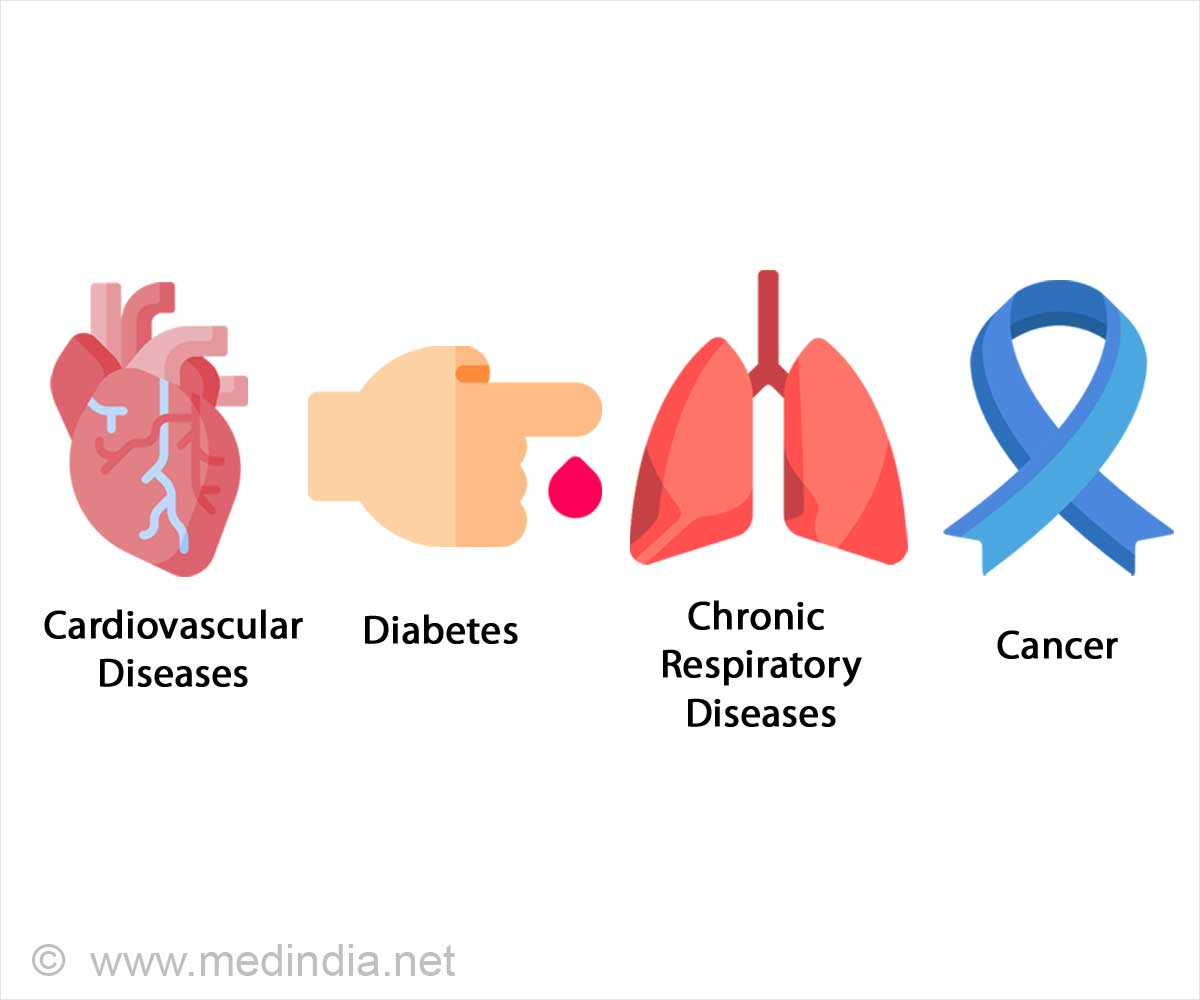 Cardiovascular
Diseases
Diabetes
Chronic
Respiratory
Diseases
Cancer
© www.medindia.net